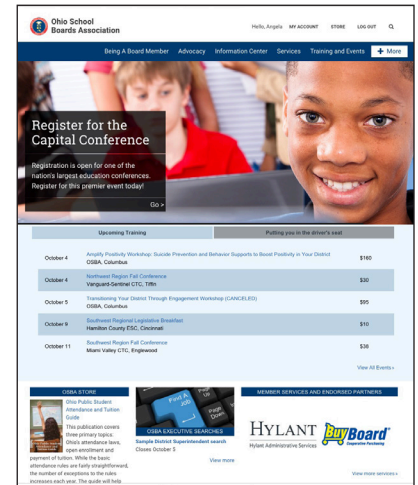 Ohio School
Boards Association
Hello, Angela MY ACCOUNT STORE LOG OUT
Being A Board Member Advocacy Information Center Services Training and Events + More
Register for the
Capital Conference
Registration is open for one of the
nation's largest education conferences.
Register for this premier event today!
Go >
Upcoming Training Putting you in the driver's seat
October 4 Amplify Positivity Workshop: Suicide Prevention and Behavior Supports to Boost Positivity in Your District $160
OSBA, Columbus
October 4 Northwest Region Fall Conference $30
Vanguard-Sentinel CTC, Tiffin
October 5 Transitioning Your District Through Engagement Workshop (CANCELED) $95
OSBA, Columbus
October 9 Southwest Regional Legislative Breakfast $10
Hamilton County ESC, Cincinnati
October 11 Southwest Region Fall Conference $38
Miami Valley CTC, Englewood
View All Events »
OSBA STORE
Ohio Public Student
Attendance and Tuition
Guide
This publication covers
three primary topics:
Ohio's attendance laws,
open enrollment and
payment of tuition. While the basic
attendance rules are fairly straightforward,
the number of exceptions to the rules
increases each year. The guide will help
Find A
Job
Page
Up
Page
Down
OSBA EXECUTIVE SEARCHES
Sample District Superintendent search
Closes October 5
View more
MEMBER SERVICES AND ENDORSED PARTNERS
HYLANT
Hylant Administrative Services
BuyBoard
Cooperative Purchasing
View more services »